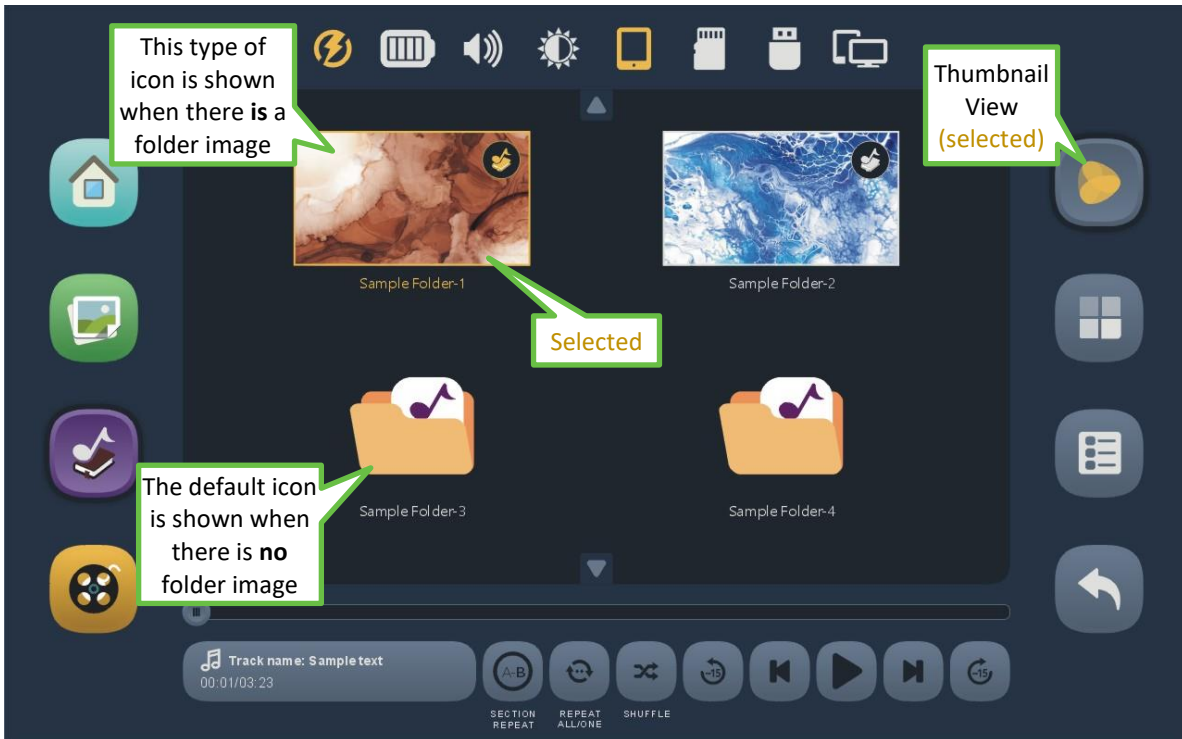 This type of
icon is shown
when there is a
folder image
Thumbnail
View
(selected)
Sample Folder-1
Sample Folder-2
Selected
The default icon
is shown when
there is no
folder image
Sample Folder-3
Sample Folder-4
Track name: Sample text
00:01/03:23
A-B
-15
-15
SECTION
REPEAT
REPEAT
ALL/ONE
SHUFFLE